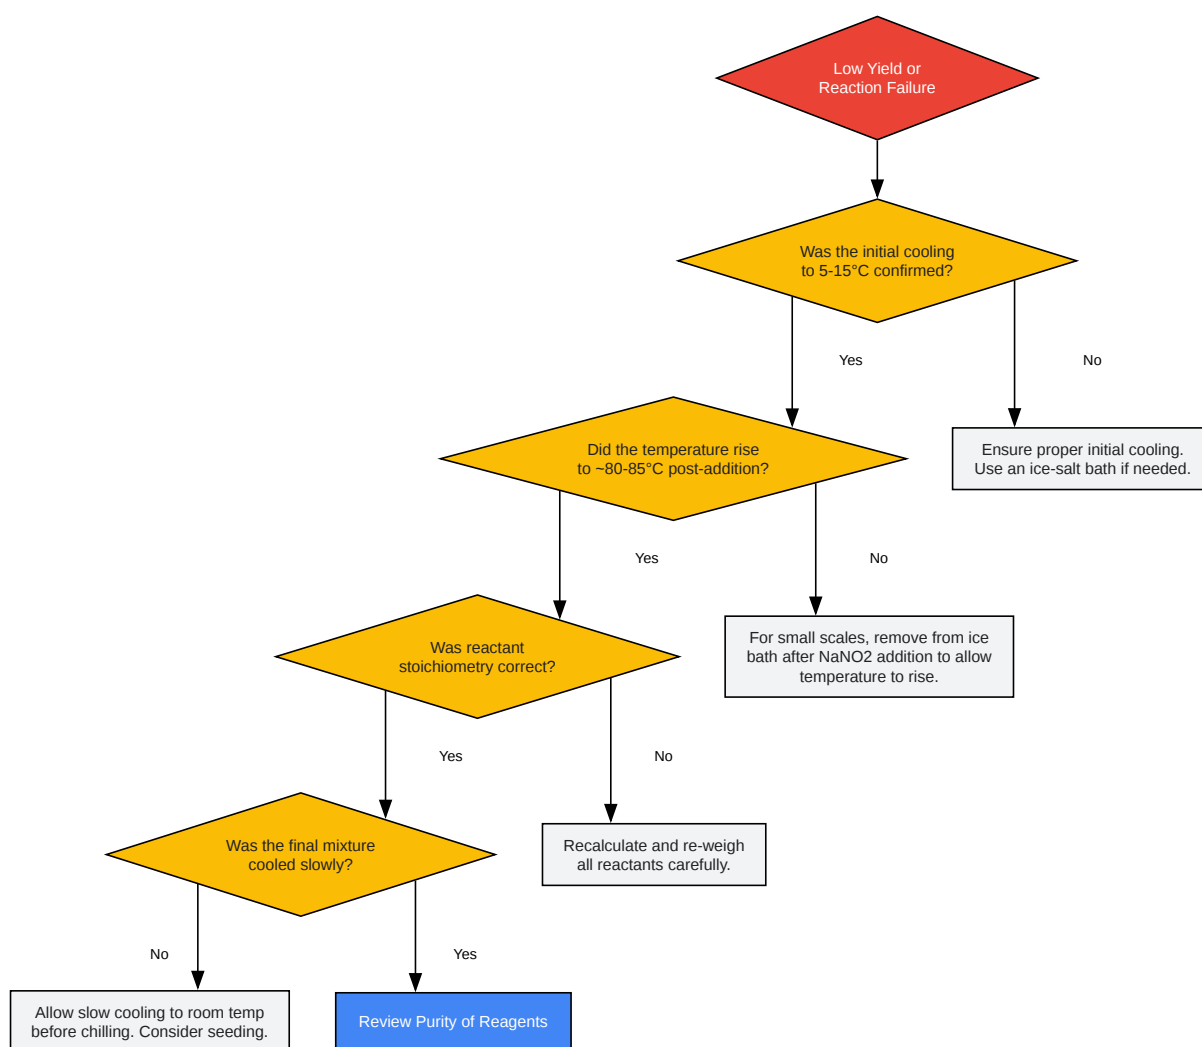 Low Yield or
Reaction Failure
Was the initial cooling
to 5-15°C confirmed?
Yes
No
Did the temperature rise
to ~80-85°C post-addition?
Ensure proper initial cooling.
Use an ice-salt bath if needed.
Yes
No
Was reactant
stoichiometry correct?
For small scales, remove from ice
bath after NaNO2 addition to allow
temperature to rise.
Yes
No
Was the final mixture
cooled slowly?
Recalculate and re-weigh
all reactants carefully.
No
Yes
Allow slow cooling to room temp
before chilling. Consider seeding.
Review Purity of Reagents